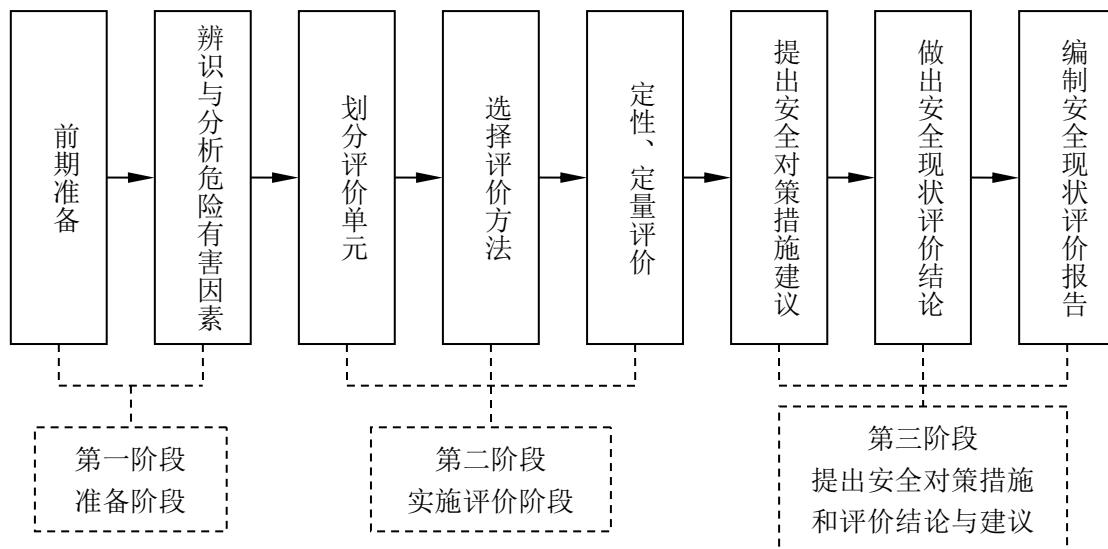 前期准备
辨识与分析危险有害因素
划分评价单元
选择评价方法
定性、定量评价
提出安全对策措施建议
做出安全现状评价结论
编制安全现状评价报告
第一阶段
准备阶段
第二阶段
实施评价阶段
第三阶段
提出安全对策措施
和评价结论与建议